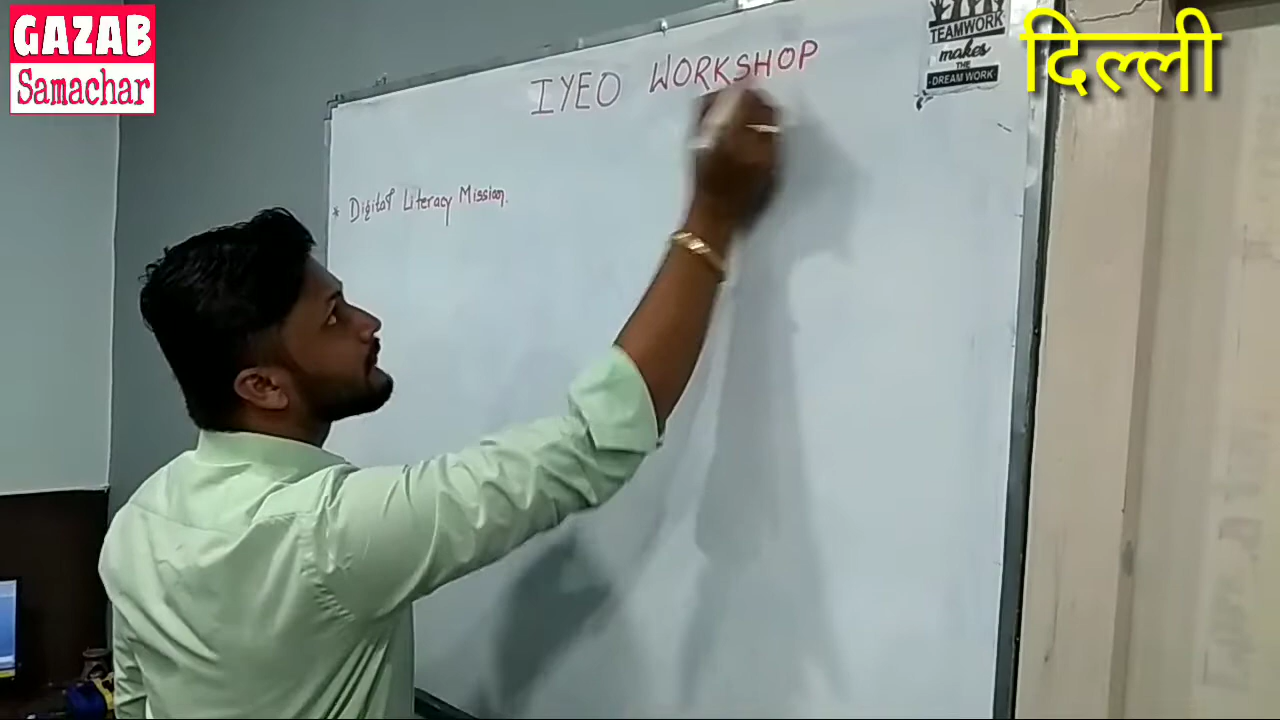 GAZAB
Samachar
दिल्ली
TEAMWORK
makes
THE
DREAM WORK
IYEO WORKSHOP
* Digital Literacy Mission.